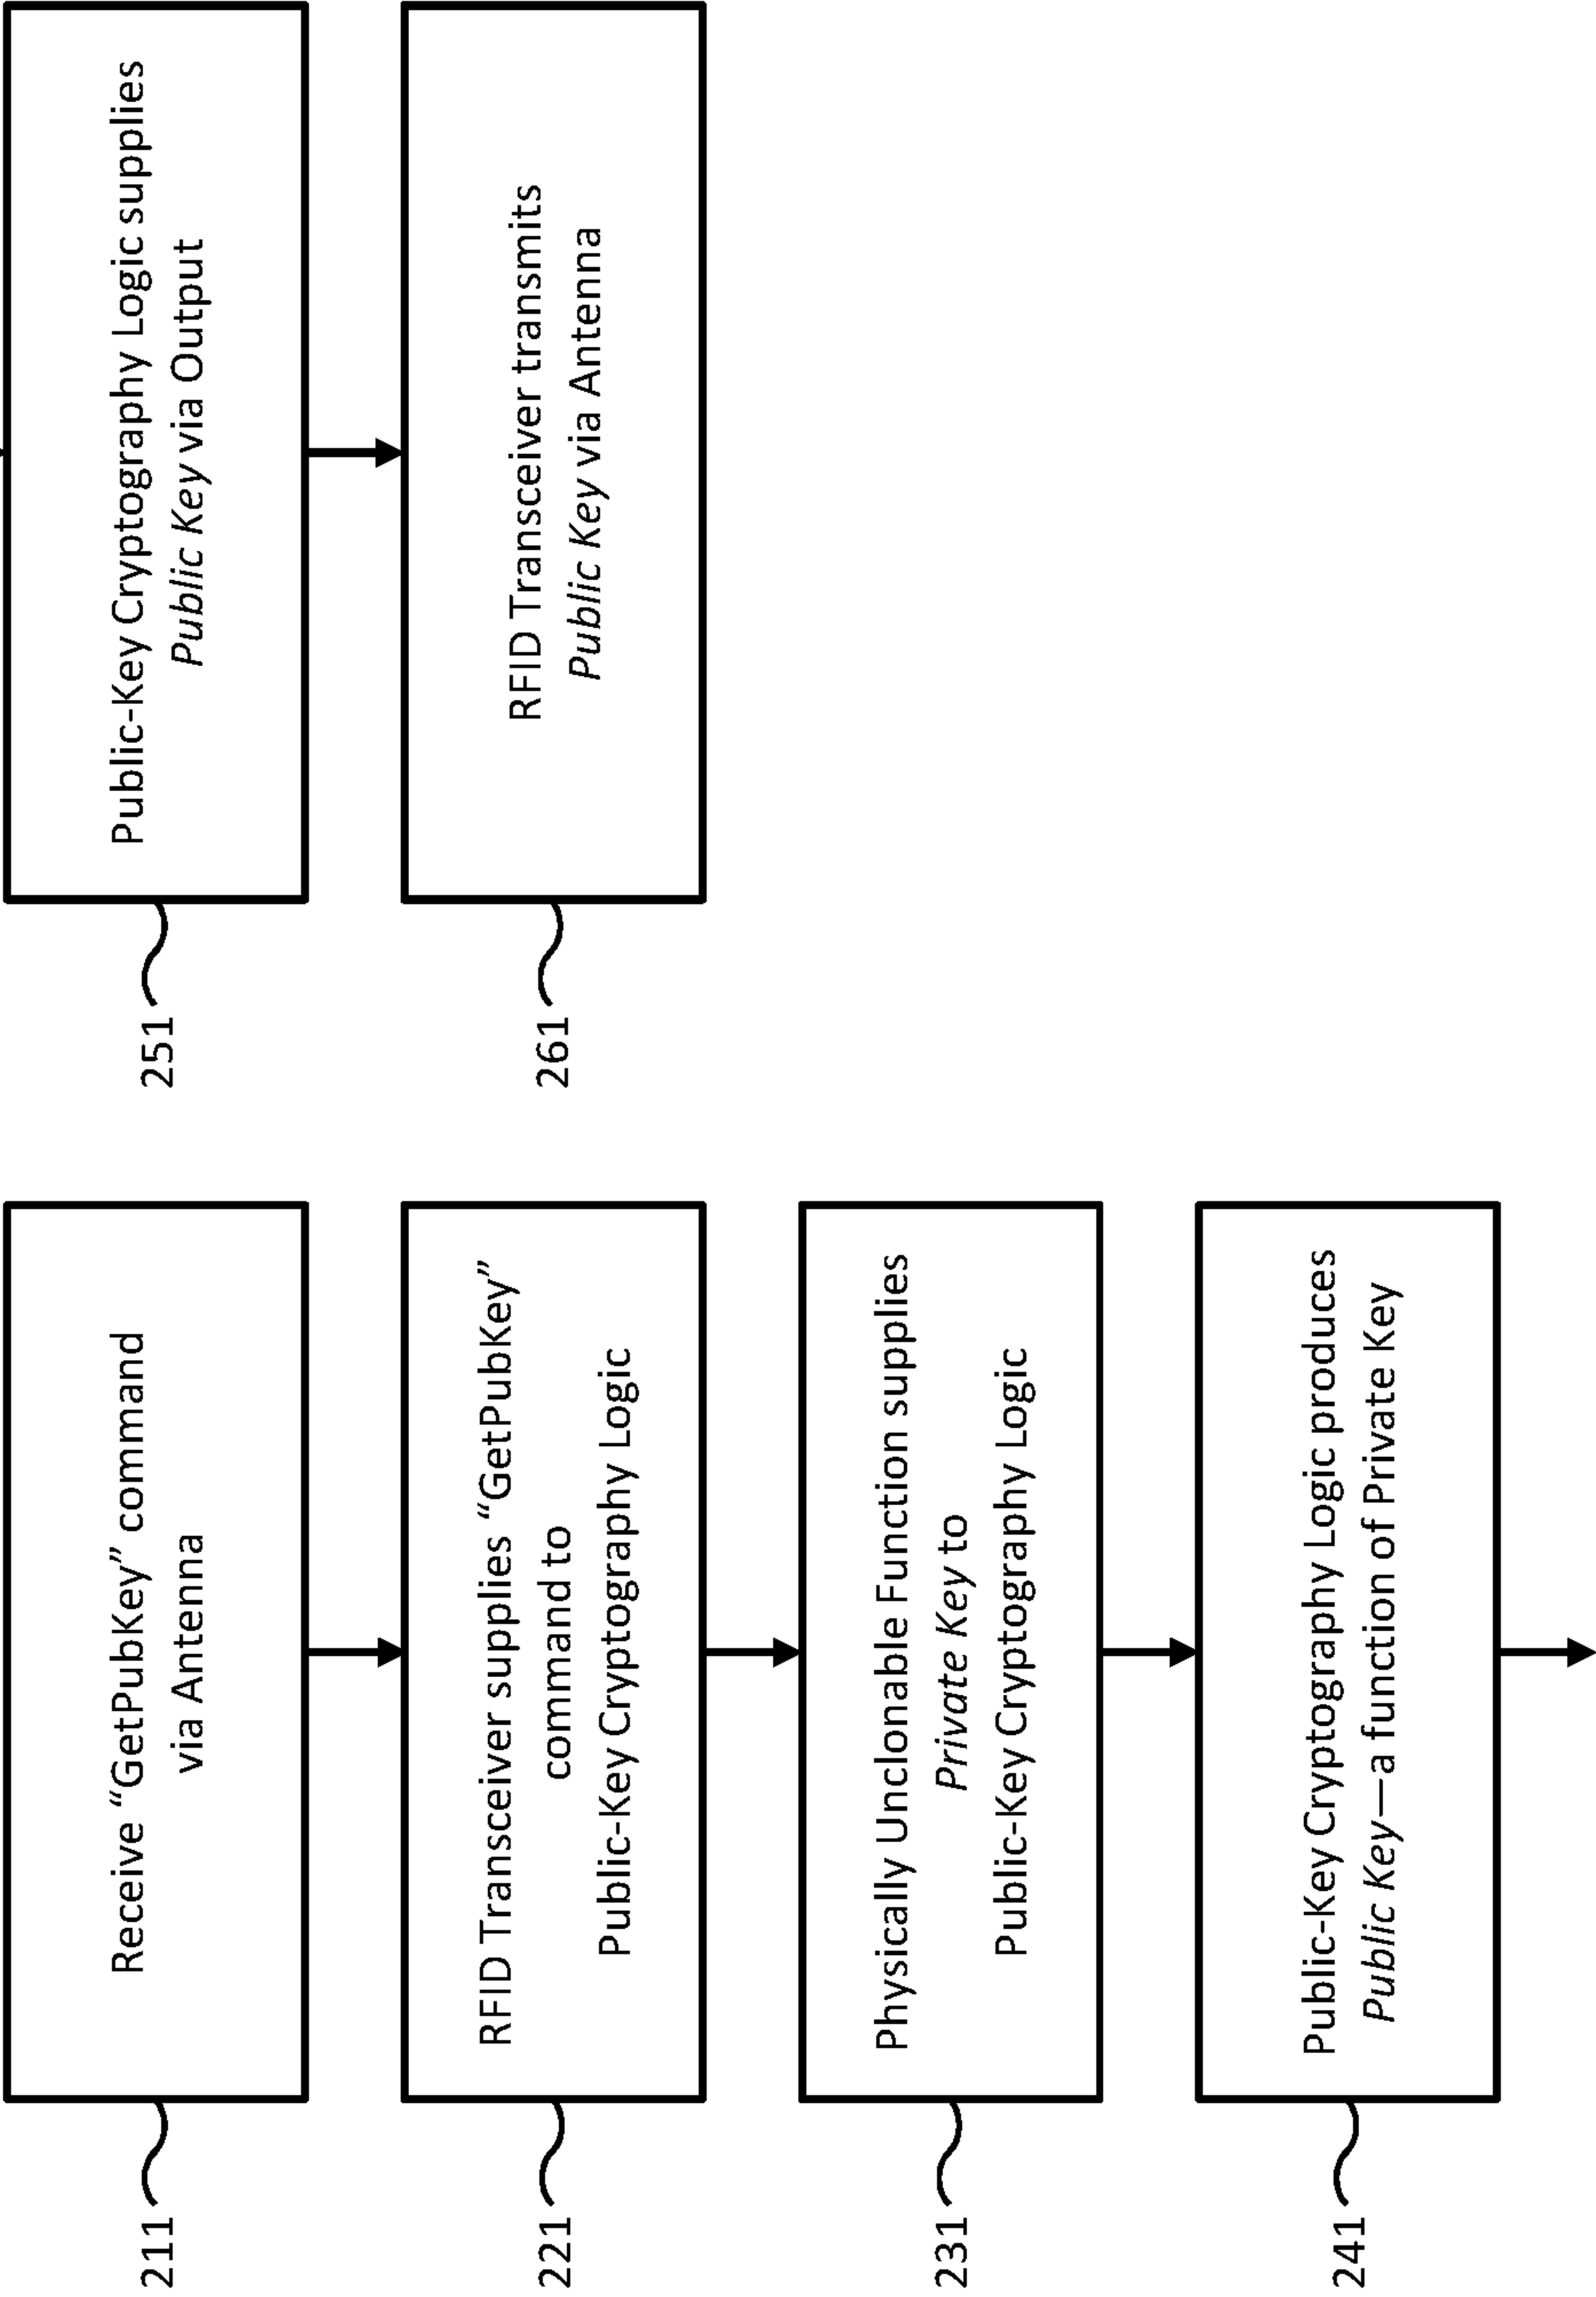 211
Receive “GetPubKey” command
via Antenna
221
RFID Transceiver supplies “GetPubKey”
command to
Public-Key Cryptography Logic
231
Physically Unclonable Function supplies
Private Key to
Public-Key Cryptography Logic
241
Public-Key Cryptography Logic produces
Public Key—a function of Private Key
251
Public-Key Cryptography Logic supplies
Public Key via Output
261
RFID Transceiver transmits
Public Key via Antenna